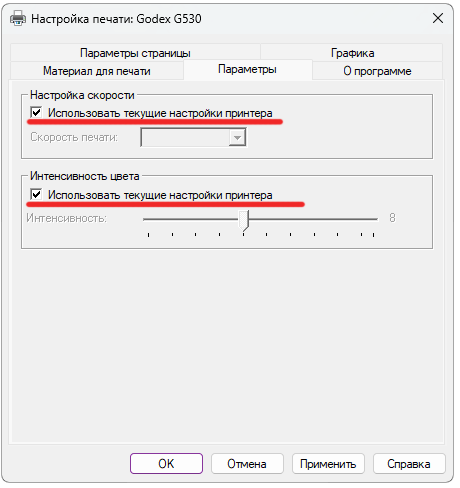 Настройка печати: Godex G530
Параметры страницы
Графика
Материал для печати
Параметры
О программе
Настройка скорости
Использовать текущие настройки принтера
Скорость печати:
Интенсивность цвета
Использовать текущие настройки принтера
Интенсивность:
8
OK
Отмена
Применить
Справка